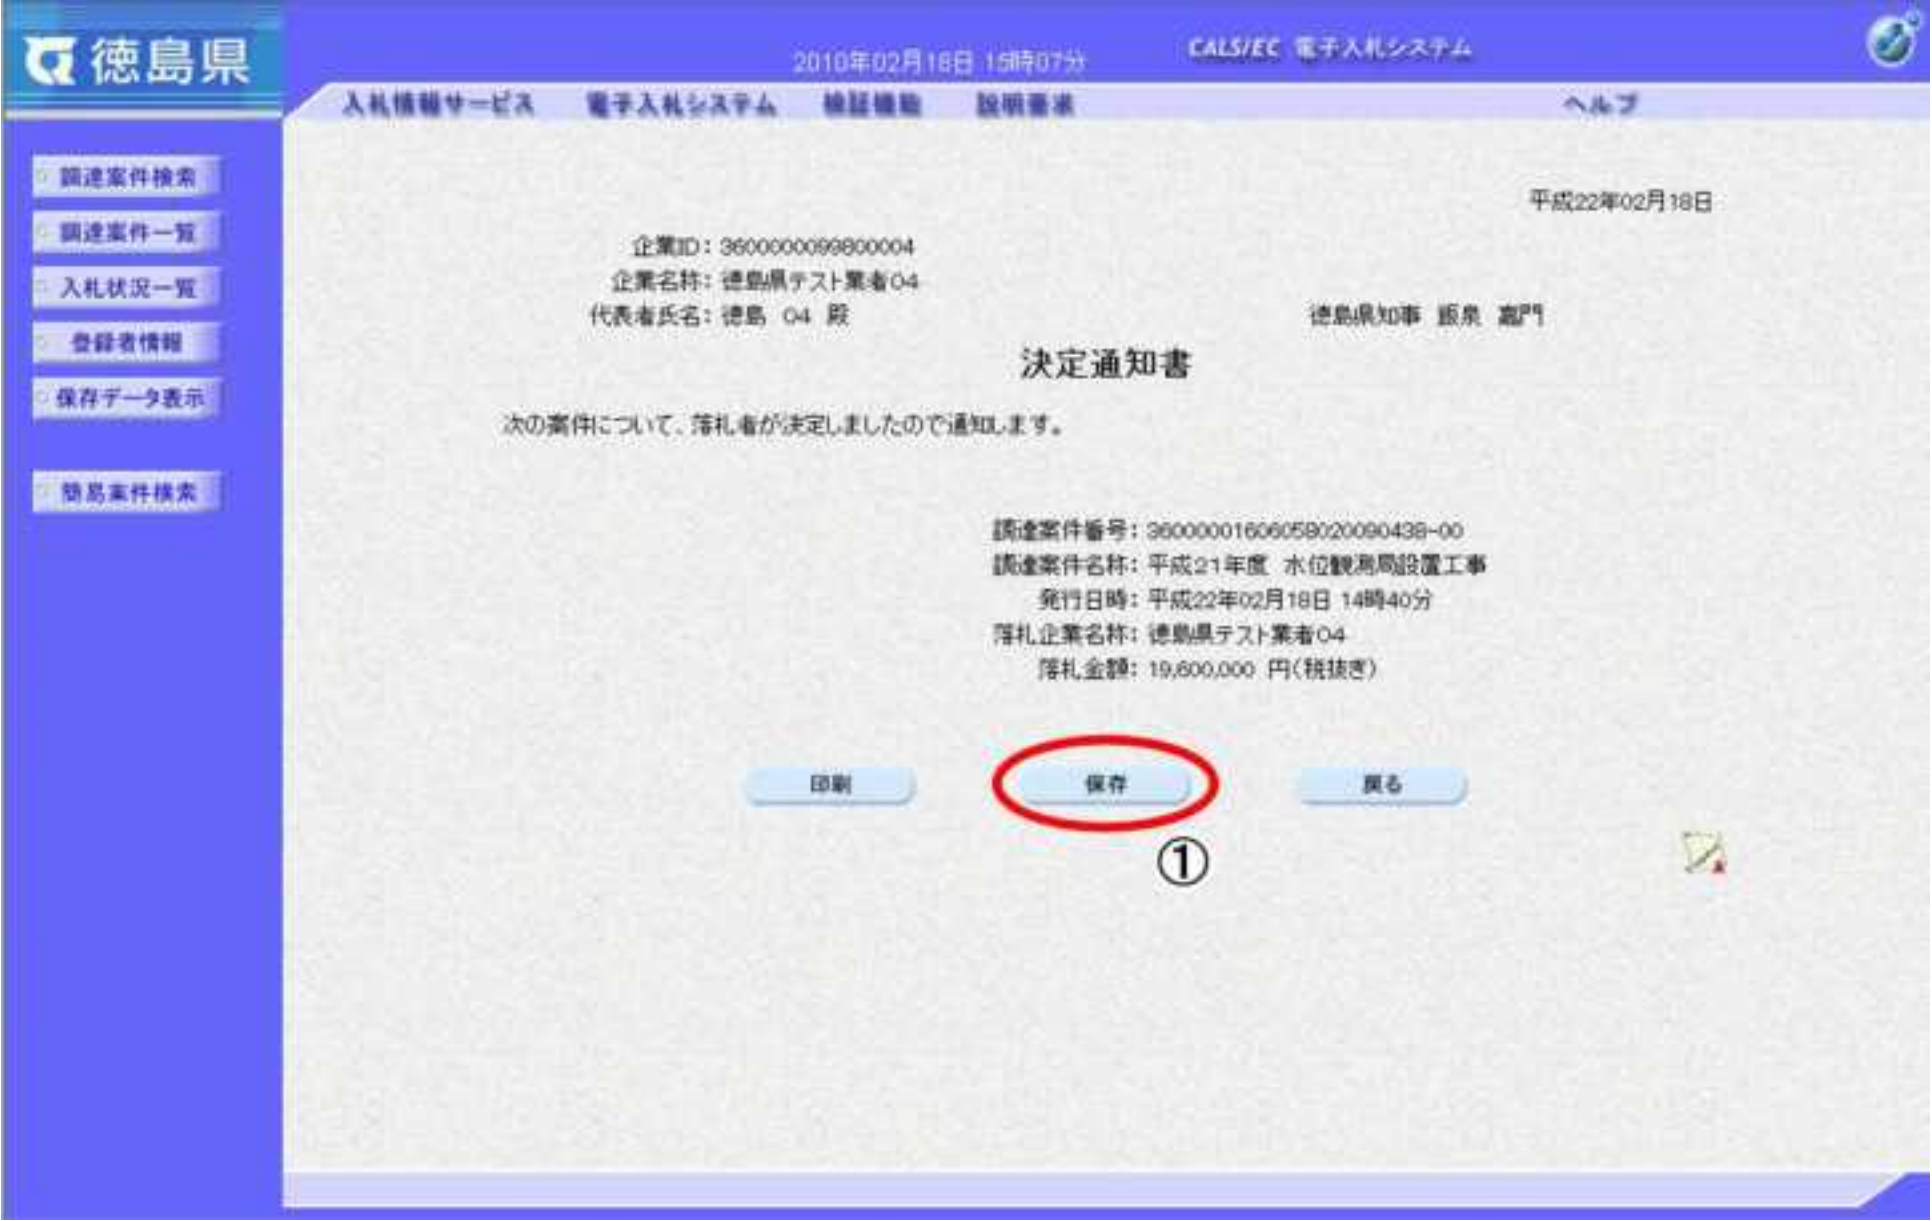 徳島県
2010年02月18日 15時07分
CALS/EC 電子入札システム
入札情報サービス 電子入札システム 検証機能 説明要求 ヘルプ
調達案件検索
調達案件一覧
入札状況一覧
登録者情報
保存データ表示
簡易案件検索
平成22年02月18日
企業ID：3600000099800004
企業名称：徳島県テスト業者04
代表者氏名：徳島 04 殿
徳島県知事 飯泉 嘉門
決定通知書
次の案件について、落札者が決定しましたので通知します。
調達案件番号：3600000160605802009043​8-00
調達案件名称：平成21年度 水位観測局設置工事
発行日時：平成22年02月18日 14時40分
落札企業名称：徳島県テスト業者04
落札金額：19,600,000 円（税抜き）
印刷 保存 戻る
①